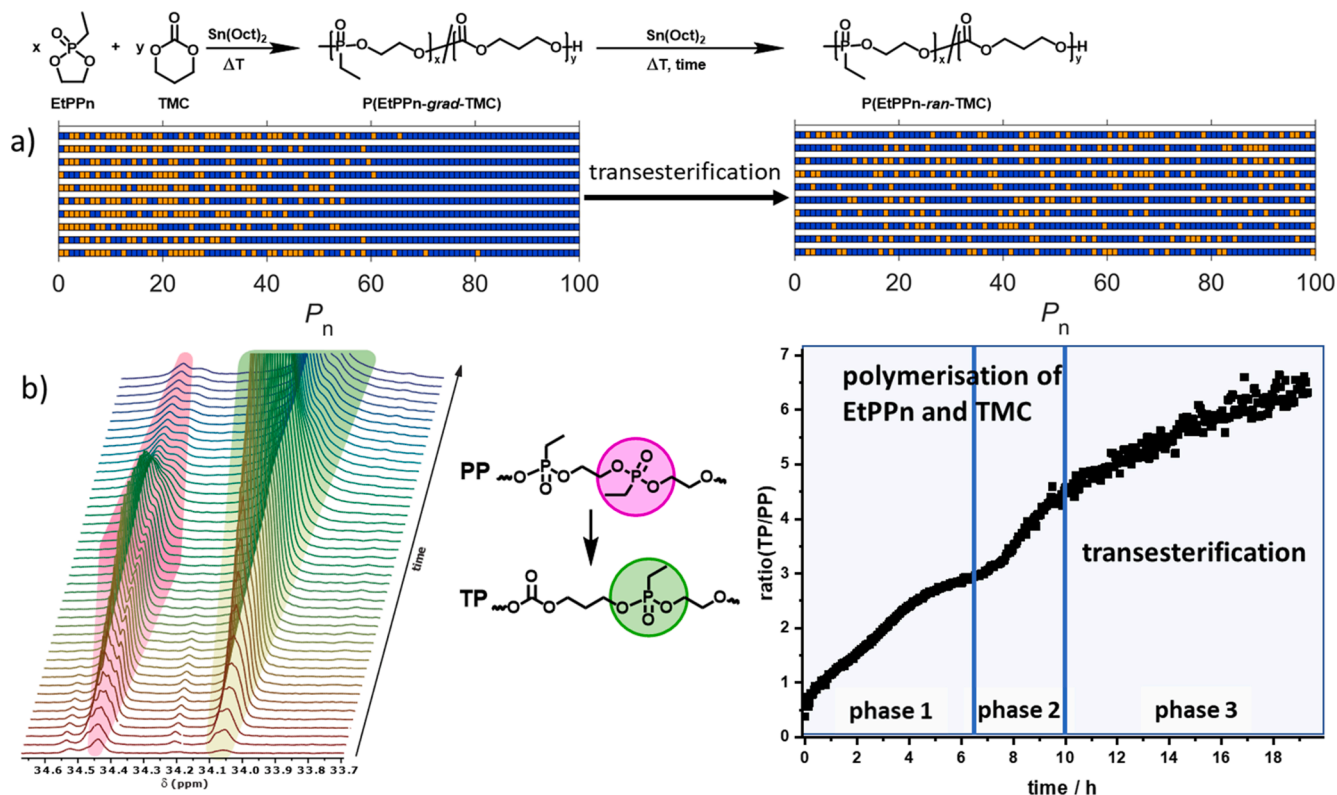 x + y Sn(Oct)2 Sn(Oct)2
ΔT ΔT, time
EtPPn TMC P(EtPPn-grad-TMC) P(EtPPn-ran-TMC)
a)
transesterification
0 20 40 60 80 100
Pn
0 20 40 60 80 100
Pn
b)
time
34.6 34.5 34.4 34.3 34.2 34.1 34.0 33.9 33.8 33.7
δ (ppm)
PP
TP
7
6
5
4
3
2
1
0
ratio(TP/PP)
polymerisation of
EtPPn and TMC
transesterification
phase 1 phase 2 phase 3
0 2 4 6 8 10 12 14 16 18
time / h